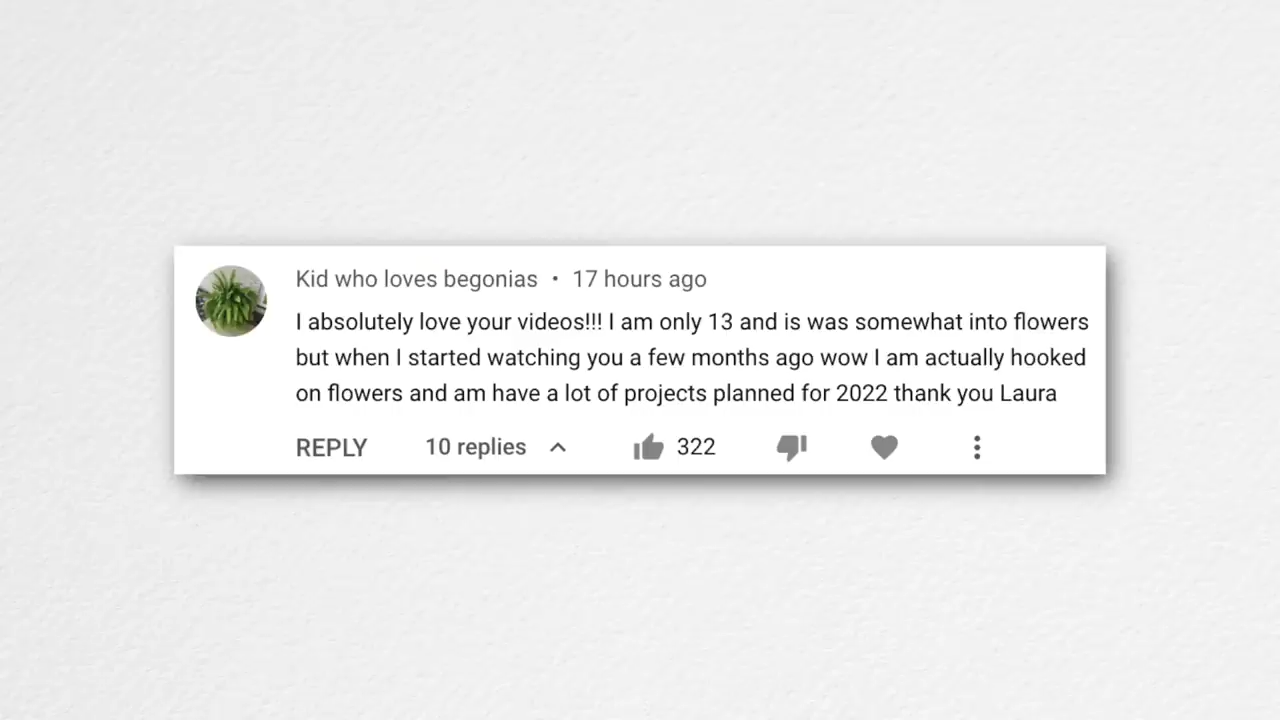 Kid who loves begonias • 17 hours ago
I absolutely love your videos!!! I am only 13 and is was somewhat into flowers
but when I started watching you a few months ago wow I am actually hooked
on flowers and am have a lot of projects planned for 2022 thank you Laura
REPLY 10 replies 322